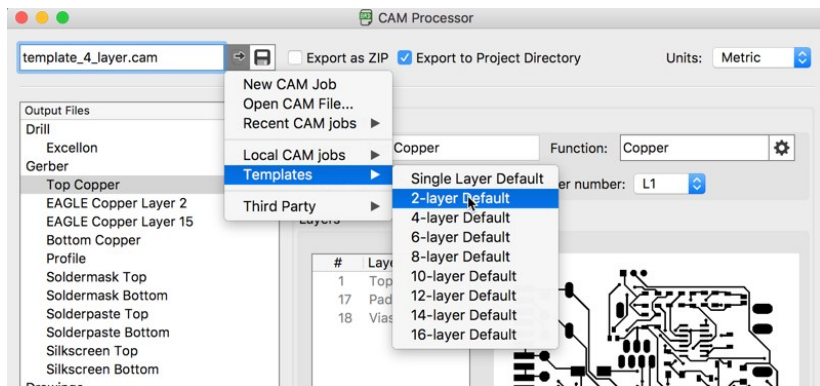 CAM Processor
template_4_layer.cam
Export as ZIP
Export to Project Directory
Units: Metric
New CAM Job
Open CAM File...
Recent CAM jobs
Local CAM jobs
Templates
Third Party
Single Layer Default
2-layer Default
4-layer Default
6-layer Default
8-layer Default
10-layer Default
12-layer Default
14-layer Default
16-layer Default
Output Files
Drill
Excellon
Gerber
Top Copper
EAGLE Copper Layer 2
EAGLE Copper Layer 15
Bottom Copper
Profile
Soldermask Top
Soldermask Bottom
Solderpaste Top
Solderpaste Bottom
Silkscreen Top
Silkscreen Bottom
Drawings
Copper
Function: Copper
er number: L1
Layers
# Laye
1 Top
17 Pad
18 Vias